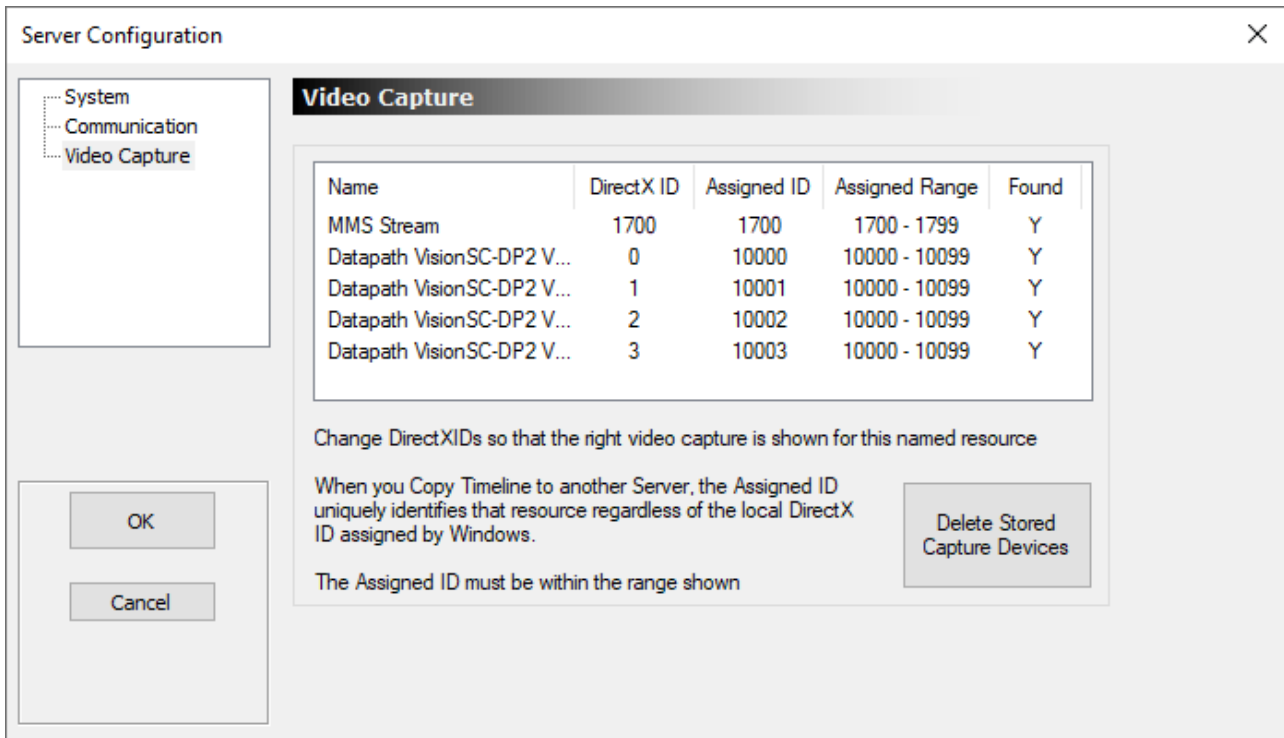 Server Configuration
System
Communication
Video Capture
Video Capture
Name DirectX ID Assigned ID Assigned Range Found
MMS Stream 1700 1700 1700 - 1799 Y
Datapath VisionSC-DP2 V... 0 10000 10000 - 10099 Y
Datapath VisionSC-DP2 V... 1 10001 10000 - 10099 Y
Datapath VisionSC-DP2 V... 2 10002 10000 - 10099 Y
Datapath VisionSC-DP2 V... 3 10003 10000 - 10099 Y
Change DirectXIDs so that the right video capture is shown for this named resource
When you Copy Timeline to another Server, the Assigned ID
uniquely identifies that resource regardless of the local DirectX
ID assigned by Windows.
The Assigned ID must be within the range shown
Delete Stored
Capture Devices
OK
Cancel